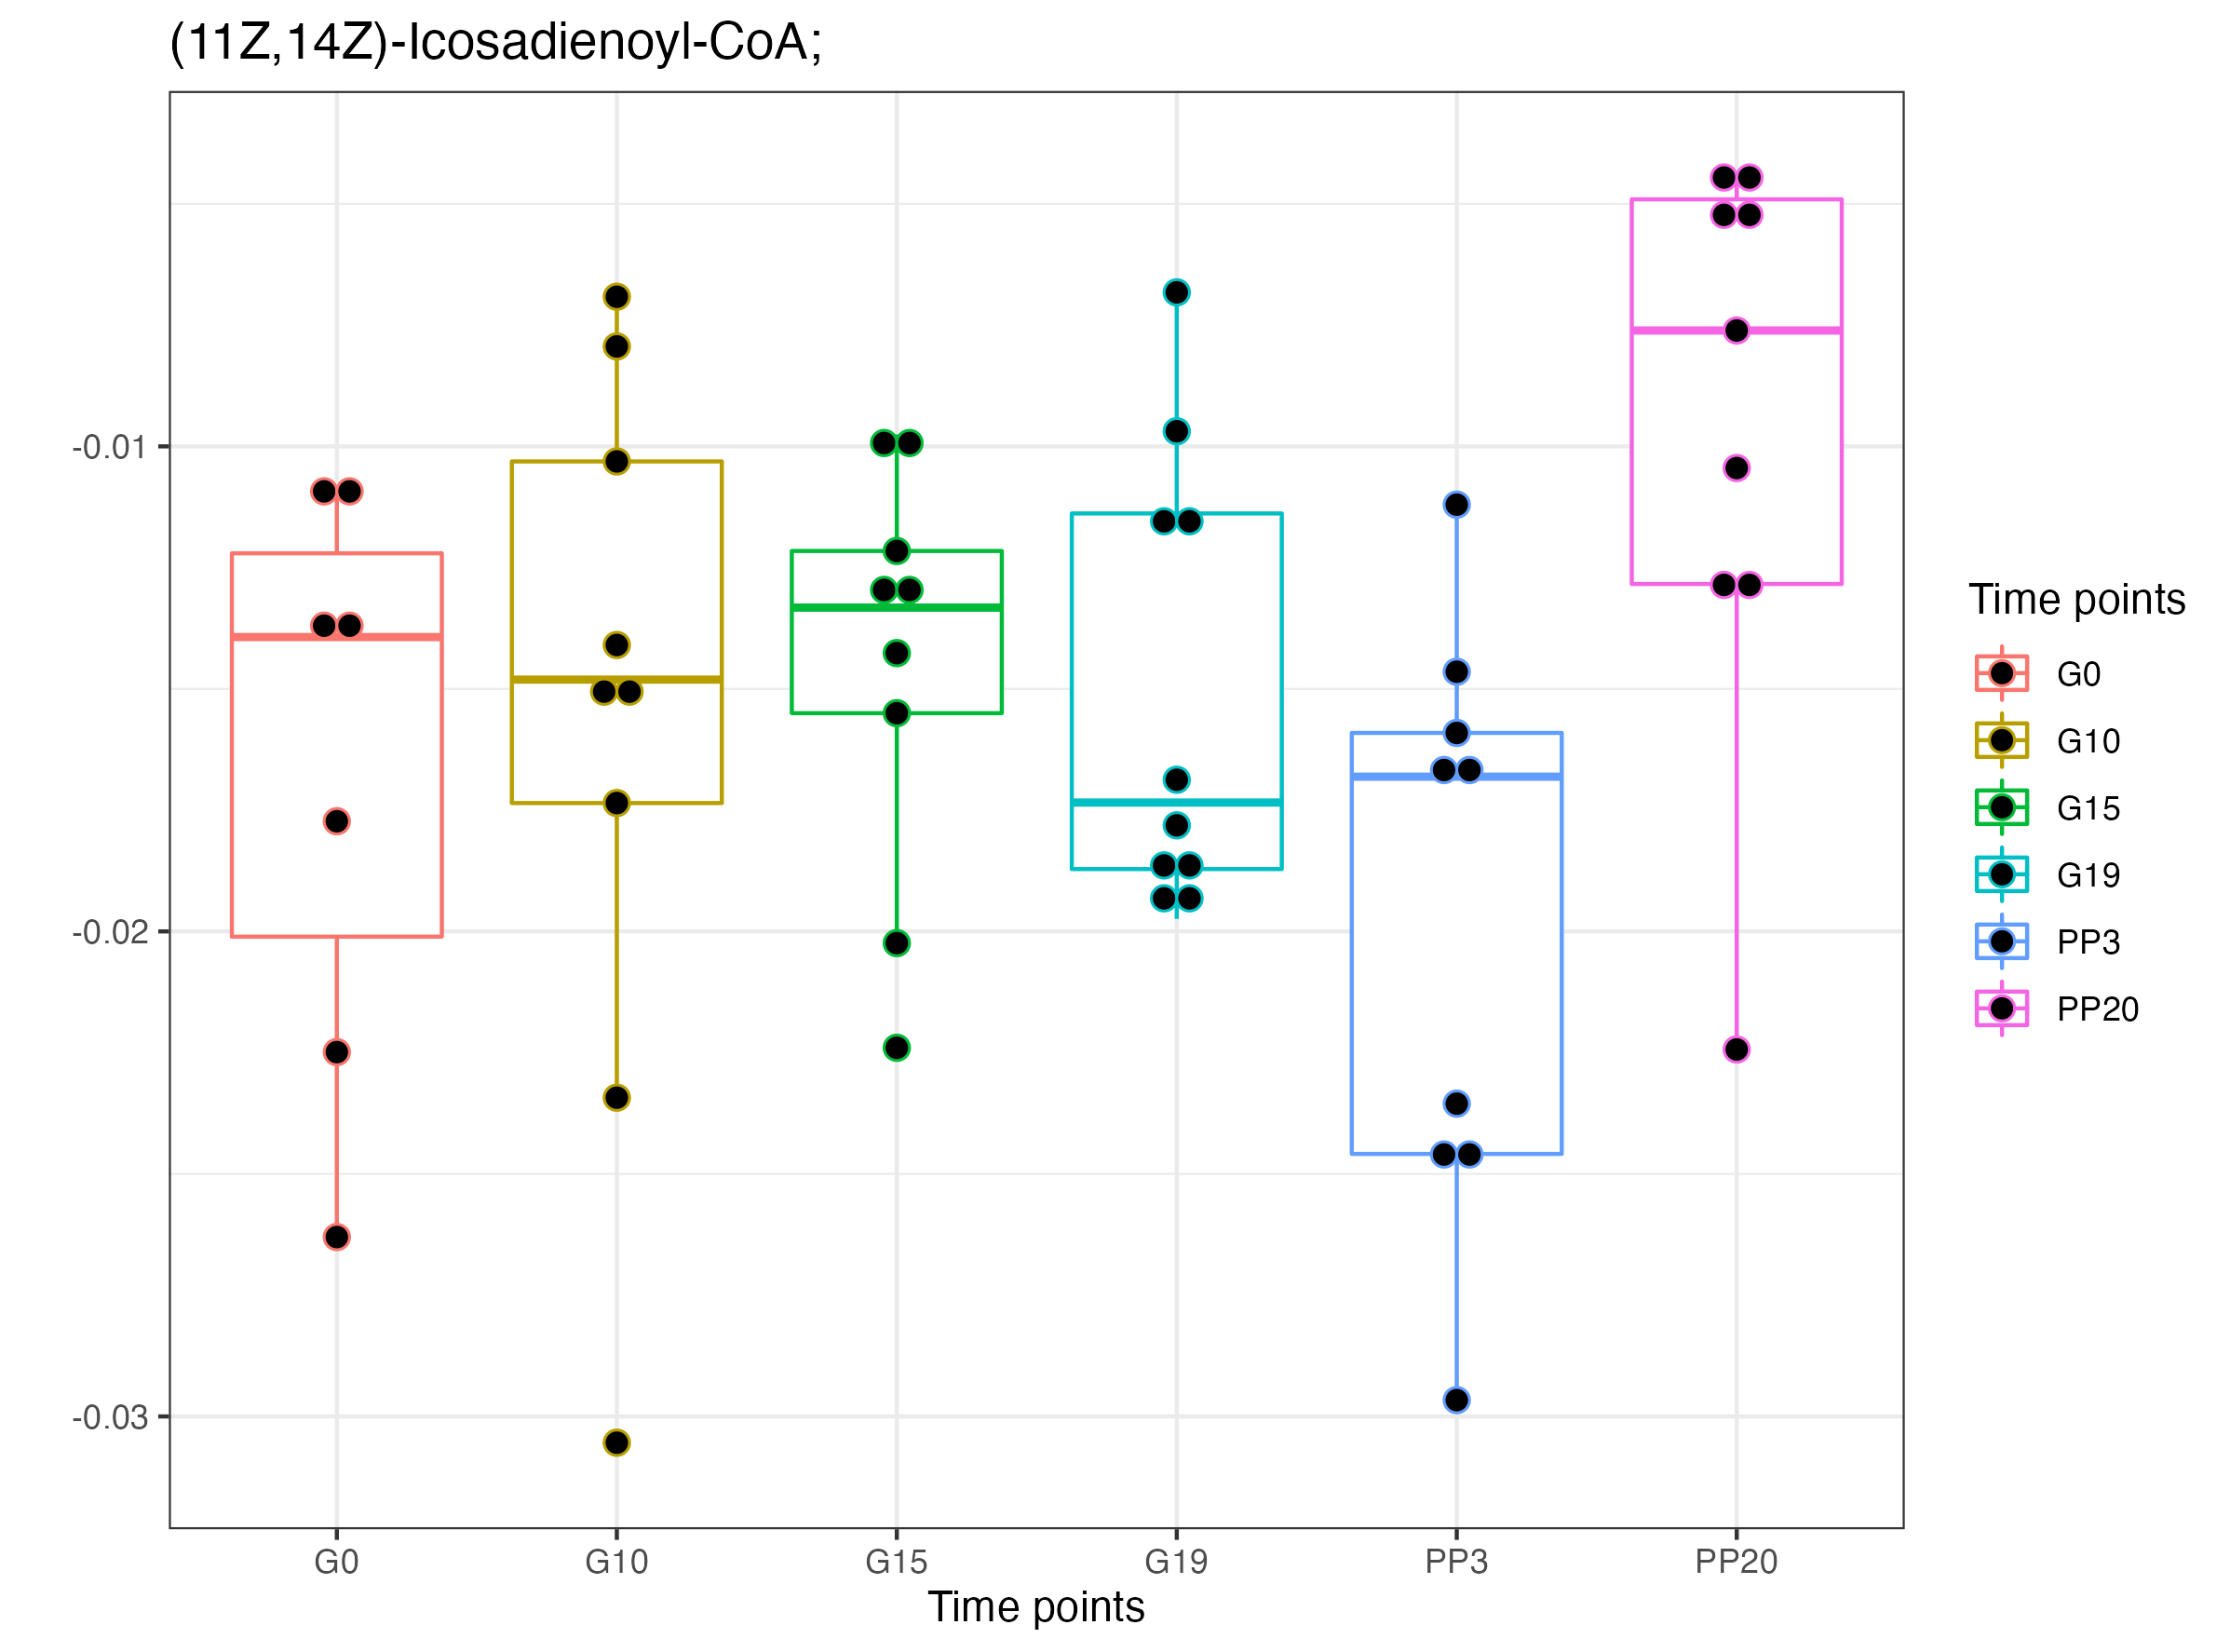 (11Z,14Z)-Icosadienoyl-CoA;
-0.01
-0.02
-0.03
G0
G10
G15
G19
PP3
PP20
Time points
Time points
G0
G10
G15
G19
PP3
PP20